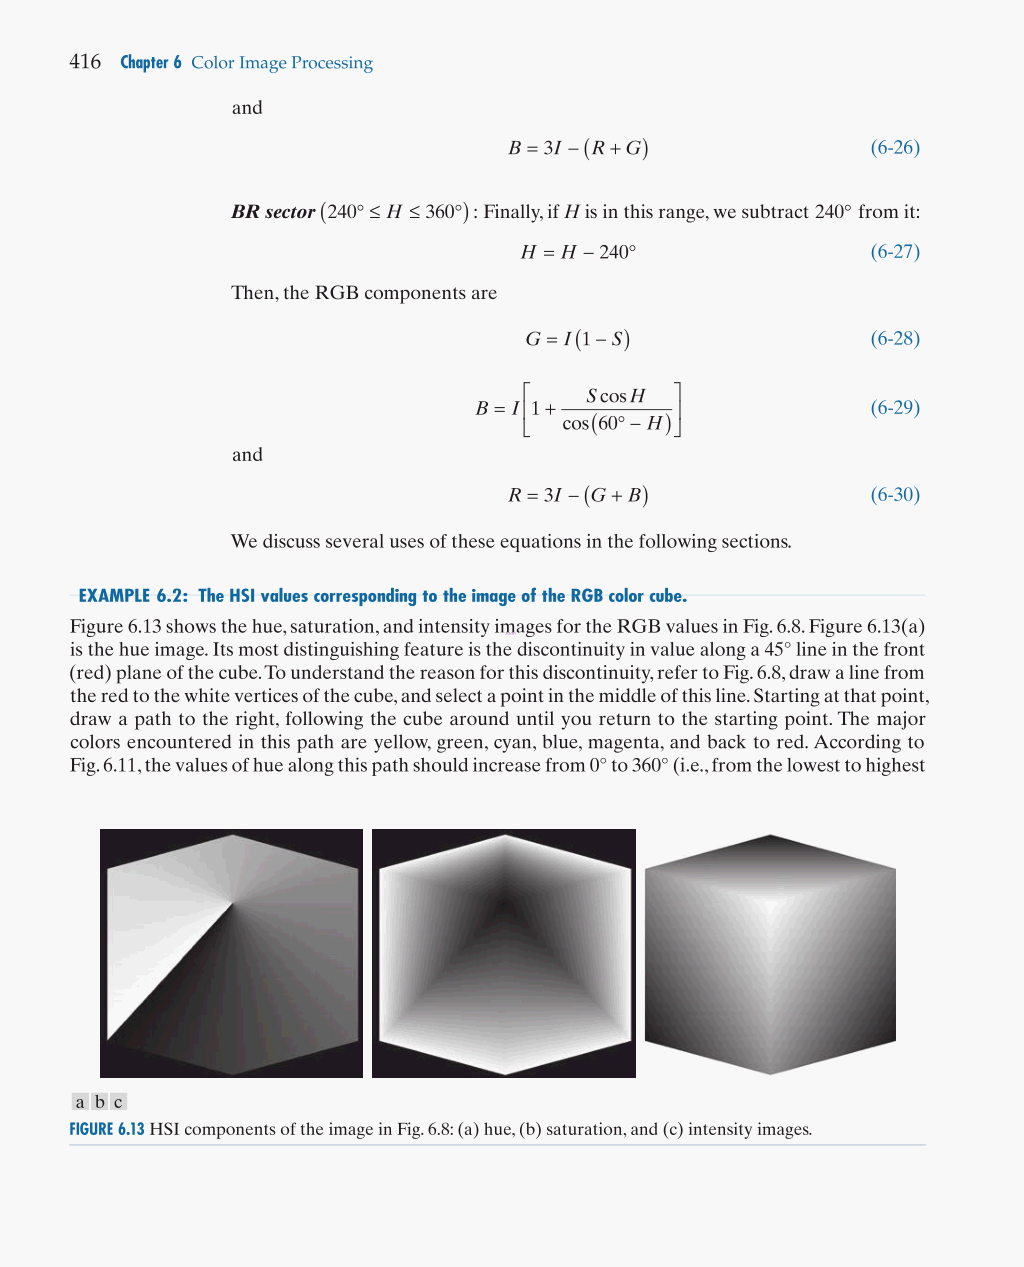 416 Chapter 6 Color Image Processing
and
B = 3I − (R + G) (6-26)
BR sector (240° ≤ H ≤ 360°): Finally, if H is in this range, we subtract 240° from it:
H = H − 240° (6-27)
Then, the RGB components are
G = I(1 − S) (6-28)
B = I[1 + S cos H / cos(60° − H)] (6-29)
and
R = 3I − (G + B) (6-30)
We discuss several uses of these equations in the following sections.
EXAMPLE 6.2: The HSI values corresponding to the image of the RGB color cube.
Figure 6.13 shows the hue, saturation, and intensity images for the RGB values in Fig. 6.8. Figure 6.13(a)
is the hue image. Its most distinguishing feature is the discontinuity in value along a 45° line in the front
(red) plane of the cube. To understand the reason for this discontinuity, refer to Fig. 6.8, draw a line from
the red to the white vertices of the cube, and select a point in the middle of this line. Starting at that point,
draw a path to the right, following the cube around until you return to the starting point. The major
colors encountered in this path are yellow, green, cyan, blue, magenta, and back to red. According to
Fig. 6.11, the values of hue along this path should increase from 0° to 360° (i.e., from the lowest to highest
a b c
FIGURE 6.13 HSI components of the image in Fig. 6.8: (a) hue, (b) saturation, and (c) intensity images.